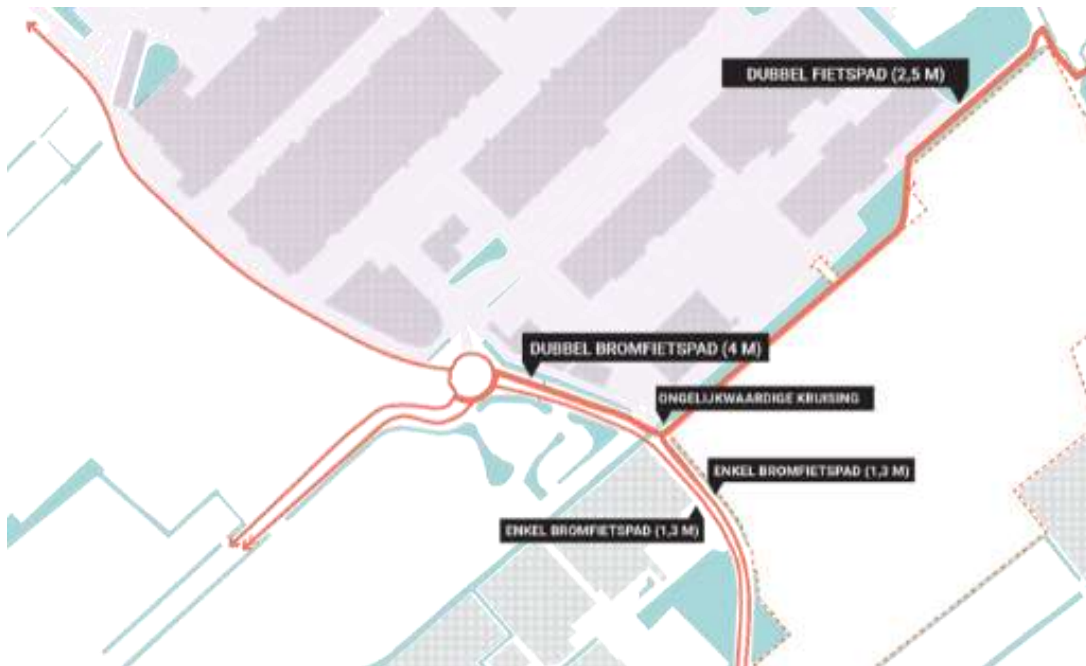 DUBBEL FIETSPAD (2,5 M)
DUBBEL BROMFIETSPAD (4 M)
ONGELIJKWAARDIGE KRUISING
ENKEL BROMFIETSPAD (1,3 M)
ENKEL BROMFIETSPAD (1,3 M)